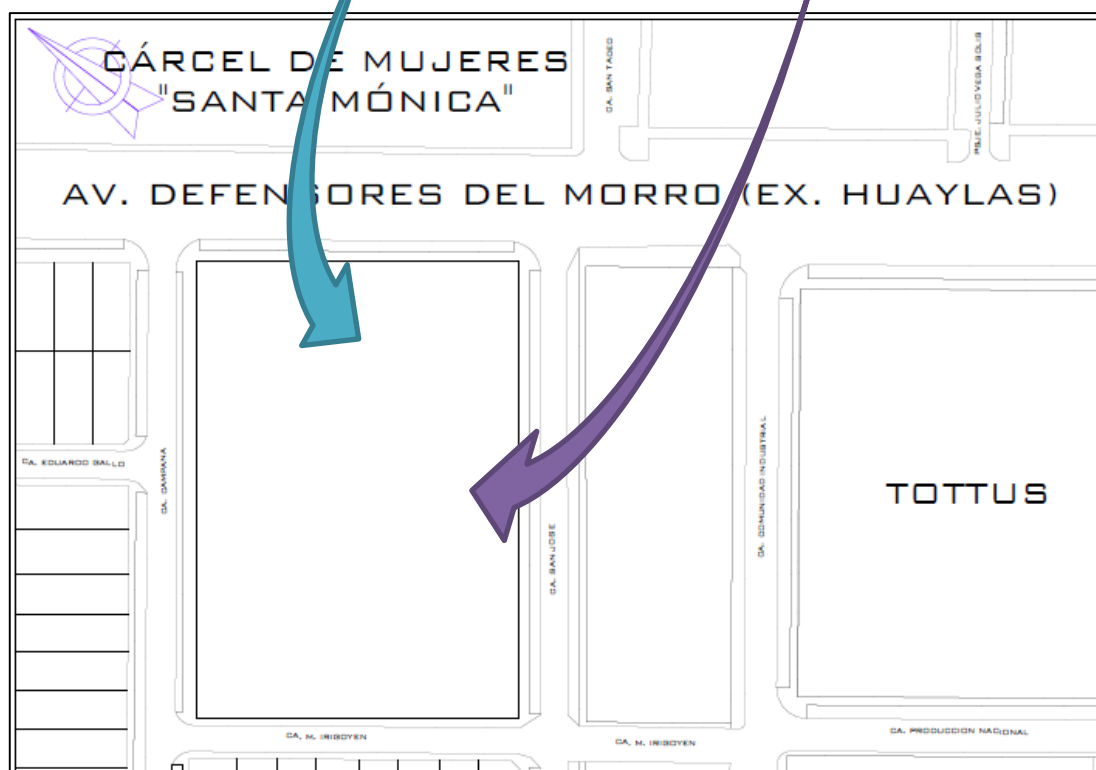 CÁRCEL DE MUJERES
"SANTA MÓNICA"
CA. SAN TADEO
PSJE. JULIO VEGA SOLIS
AV. DEFENSORES DEL MORRO (EX. HUAYLAS)
CA. EDUARDO GALLO
CA. CAMPANA
CA. SAN JOSE
CA. COMUNIDAD INDUSTRIAL
TOTTUS
CA. M. IRIGOYEN
CA. M. IRIGOYEN
CA. PRODUCCION NACIONAL